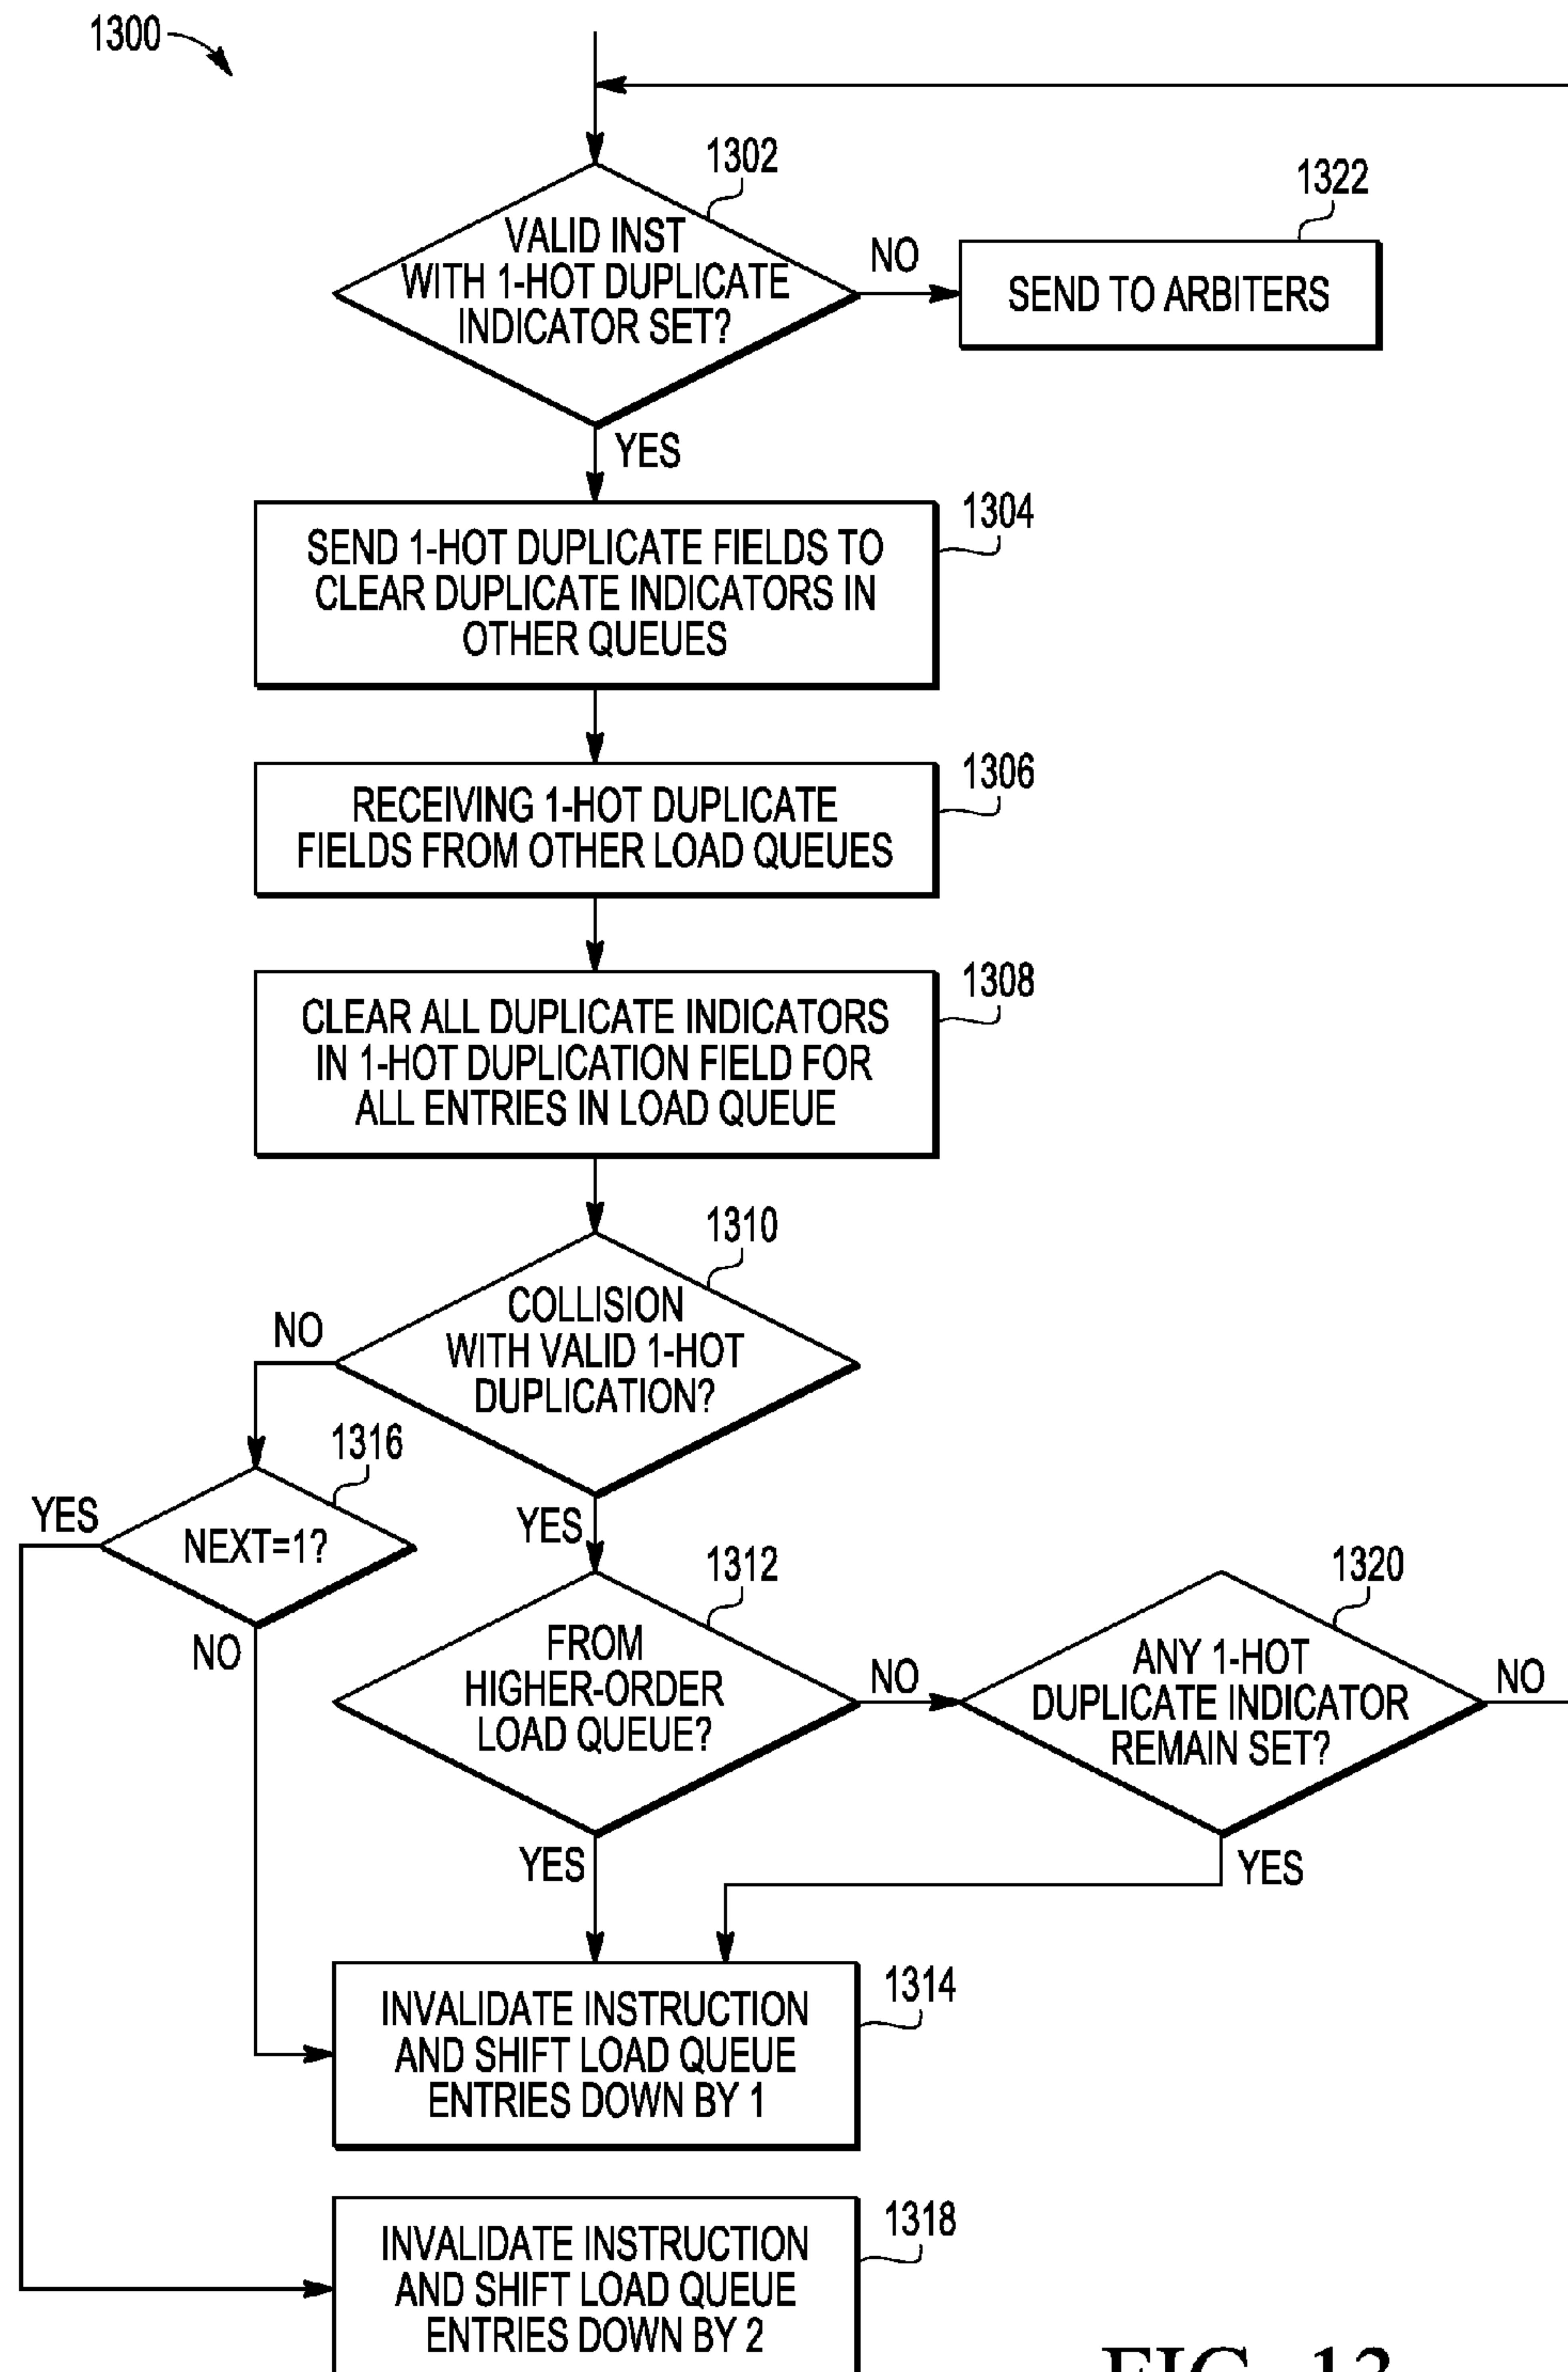 1300
1302
VALID INST
WITH 1-HOT DUPLICATE
INDICATOR SET?
NO
1322
SEND TO ARBITERS
YES
1304
SEND 1-HOT DUPLICATE FIELDS TO
CLEAR DUPLICATE INDICATORS IN
OTHER QUEUES
1306
RECEIVING 1-HOT DUPLICATE
FIELDS FROM OTHER LOAD QUEUES
1308
CLEAR ALL DUPLICATE INDICATORS
IN 1-HOT DUPLICATION FIELD FOR
ALL ENTRIES IN LOAD QUEUE
1310
COLLISION
WITH VALID 1-HOT
DUPLICATION?
NO
1316
YES
NEXT=1?
NO
YES
1312
FROM
HIGHER-ORDER
LOAD QUEUE?
NO
1320
ANY 1-HOT
DUPLICATE INDICATOR
REMAIN SET?
NO
YES
YES
1314
INVALIDATE INSTRUCTION
AND SHIFT LOAD QUEUE
ENTRIES DOWN BY 1
1318
INVALIDATE INSTRUCTION
AND SHIFT LOAD QUEUE
ENTRIES DOWN BY 2
FIG. 13